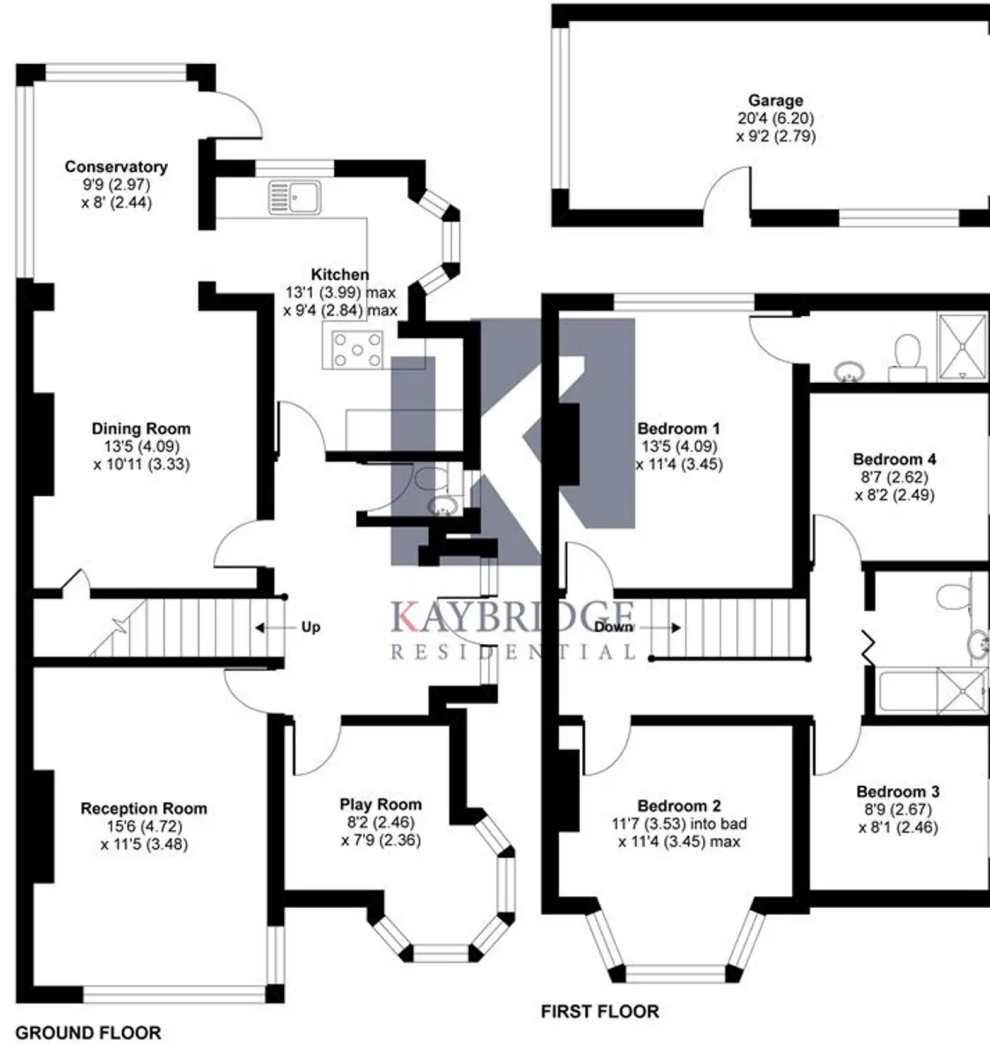 Garage
20'4 (6.20)
x 9'2 (2.79)
Conservatory
9'9 (2.97)
x 8' (2.44)
Kitchen
13'1 (3.99) max
x 9'4 (2.84) max
Dining Room
13'5 (4.09)
x 10'11 (3.33)
Bedroom 1
13'5 (4.09)
x 11'4 (3.45)
Bedroom 4
8'7 (2.62)
x 8'2 (2.49)
Up
KAYBRIDGE
RESIDENTIAL
Down
Reception Room
15'6 (4.72)
x 11'5 (3.48)
Play Room
8'2 (2.46)
x 7'9 (2.36)
Bedroom 2
11'7 (3.53) into bad
x 11'4 (3.45) max
Bedroom 3
8'9 (2.67)
x 8'1 (2.46)
GROUND FLOOR
FIRST FLOOR